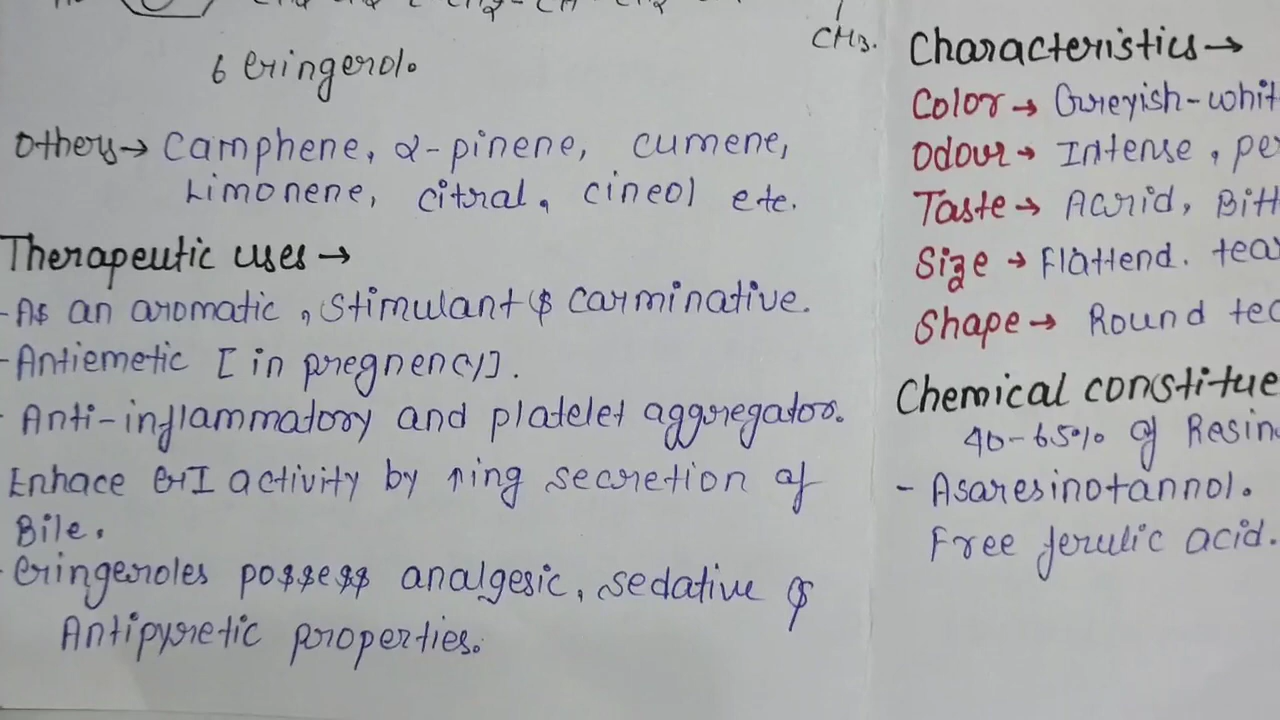 CH3.
6 Gringerol.
Others→ Camphene, α-pinene, cumene,
Limonene, citral, cineol etc.
Therapeutic uses →
-As an aromatic, stimulant & carminative.
-Antiemetic [in pregnency].
- Anti-inflammatory and platelet aggregator.
Enhace GI activity by ↑ing secretion of
Bile.
- Gringeroles possess analgesic, sedative &
Antipyretic properties.
Characteristics→
Color→ Greyish-whit
Odour→ Intense, pe
Taste→ Acrid, Bitt
Size → Flattend. tea
Shape→ Round tea
Chemical constitue
40-65% of Resin
- Asaresinotannol.
Free ferulic acid.